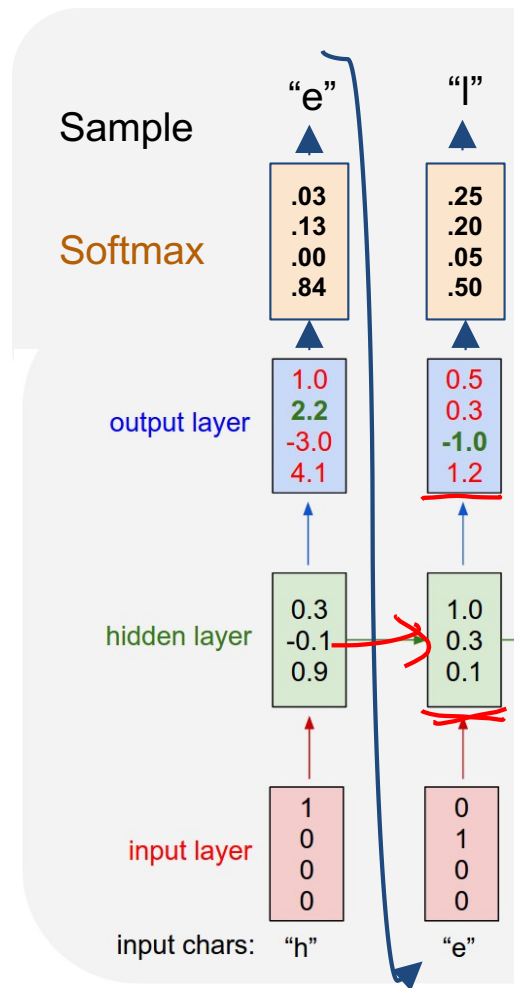 “e” “l”
Sample
.03 .25
.13 .20
Softmax
.00 .05
.84 .50
1.0 0.5
2.2 0.3
output layer
-3.0 -1.0
4.1 1.2
0.3 1.0
hidden layer -0.1 0.3
0.9 0.1
1 0
0 1
input layer
0 0
0 0
input chars: “h” “e”